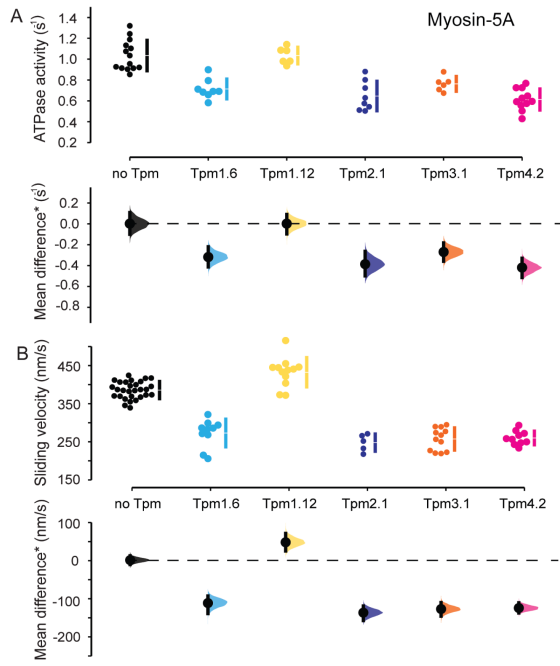 A
Myosin-5A
ATPase activity (s⁻¹)
1.4
1.2
1.0
0.8
0.6
0.4
0.2
no Tpm Tpm1.6 Tpm1.12 Tpm2.1 Tpm3.1 Tpm4.2
Mean difference* (s⁻¹)
0.2
0.0
-0.2
-0.4
-0.6
-0.8
B
Sliding velocity (nm/s)
450
350
250
150
no Tpm Tpm1.6 Tpm1.12 Tpm2.1 Tpm3.1 Tpm4.2
Mean difference* (nm/s)
100
0
-100
-200